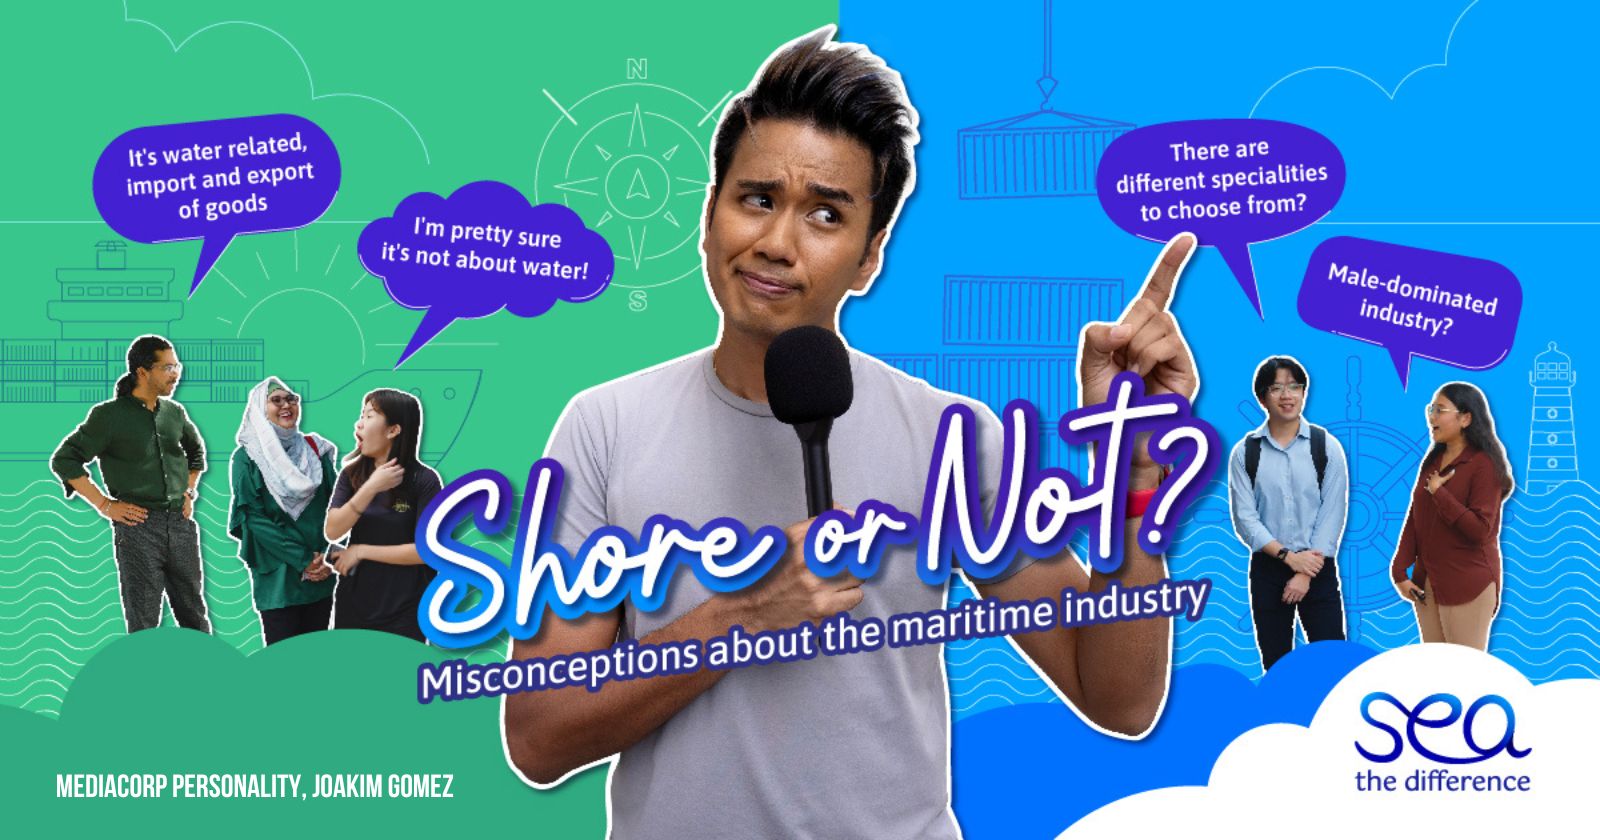 N
S
It's water related,
import and export
of goods
I'm pretty sure
it's not about water!
There are
different specialities
to choose from?
Male-dominated
industry?
Shore or Not?
Misconceptions about the maritime industry
MEDIACORP PERSONALITY, JOAKIM GOMEZ
sea
the difference